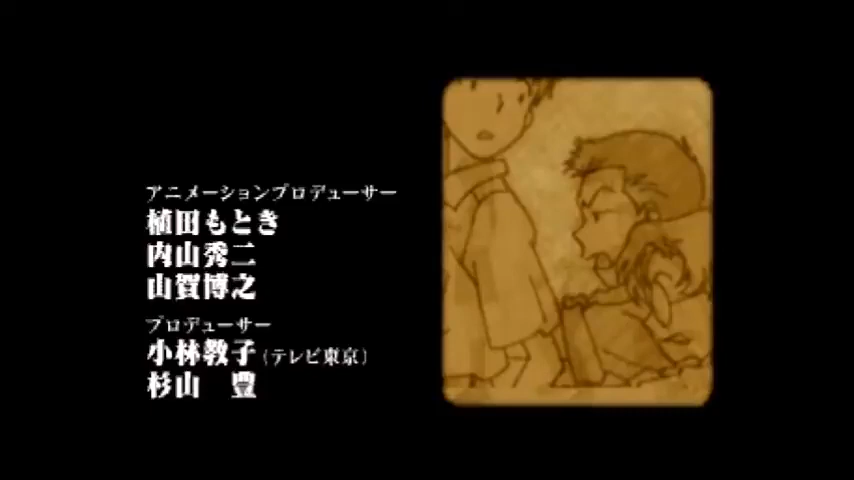 アニメーションプロデューサー
植田もとき
内山秀二
山賀博之
プロデューサー
小林教子(テレビ東京)
杉山　豊